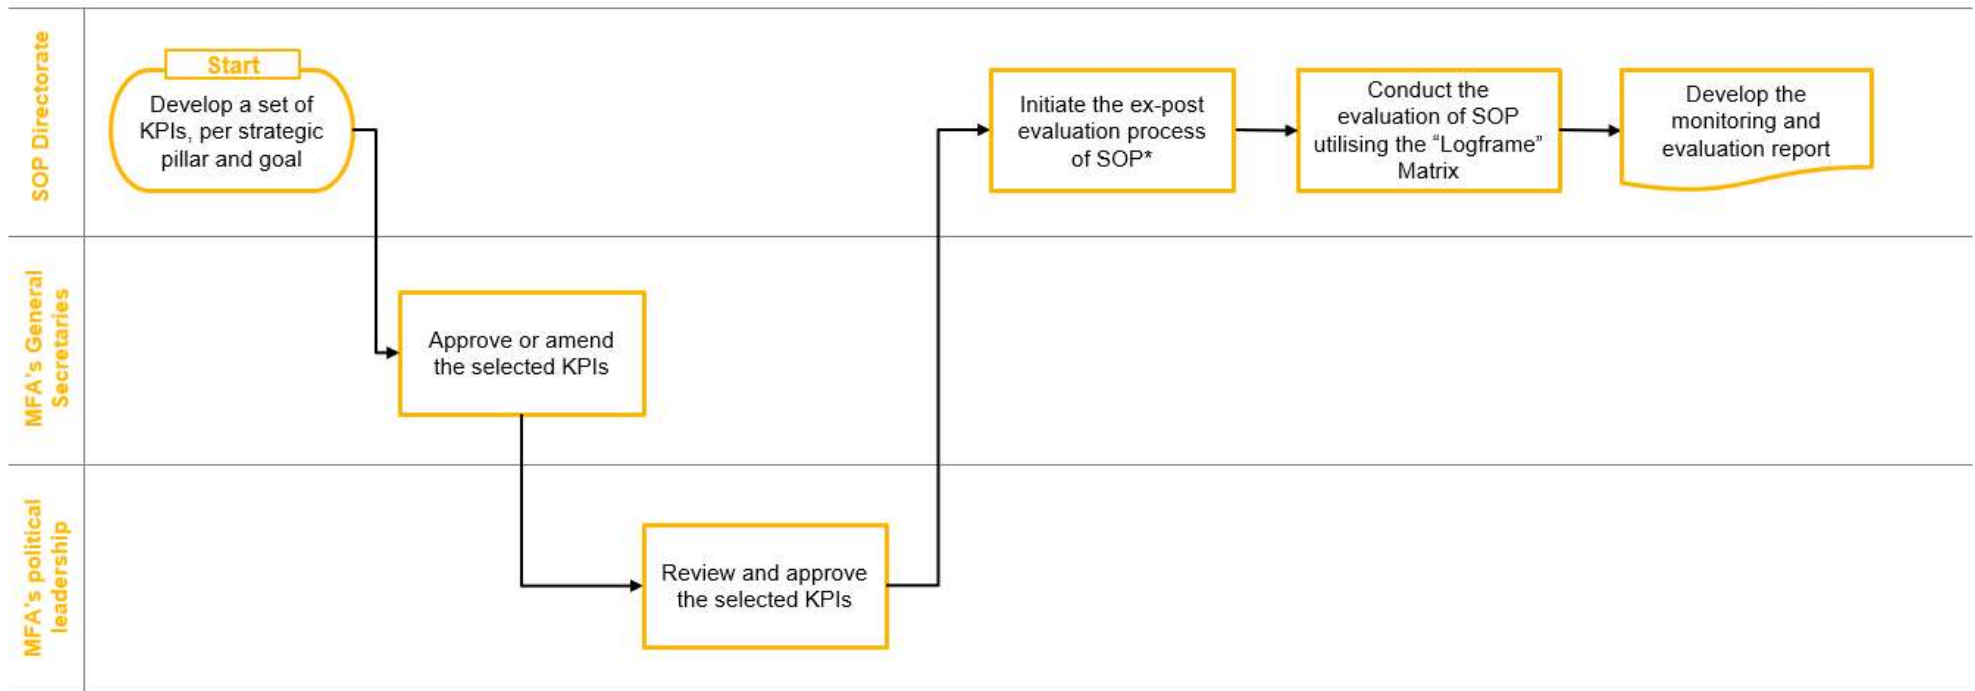 SOP Directorate
Start
Develop a set of
KPIs, per strategic
pillar and goal
Initiate the ex-post
evaluation process
of SOP*
Conduct the
evaluation of SOP
utilising the “Logframe”
Matrix
Develop the
monitoring and
evaluation report
MFA's General
Secretaries
Approve or amend
the selected KPIs
MFA's political
leadership
Review and approve
the selected KPIs